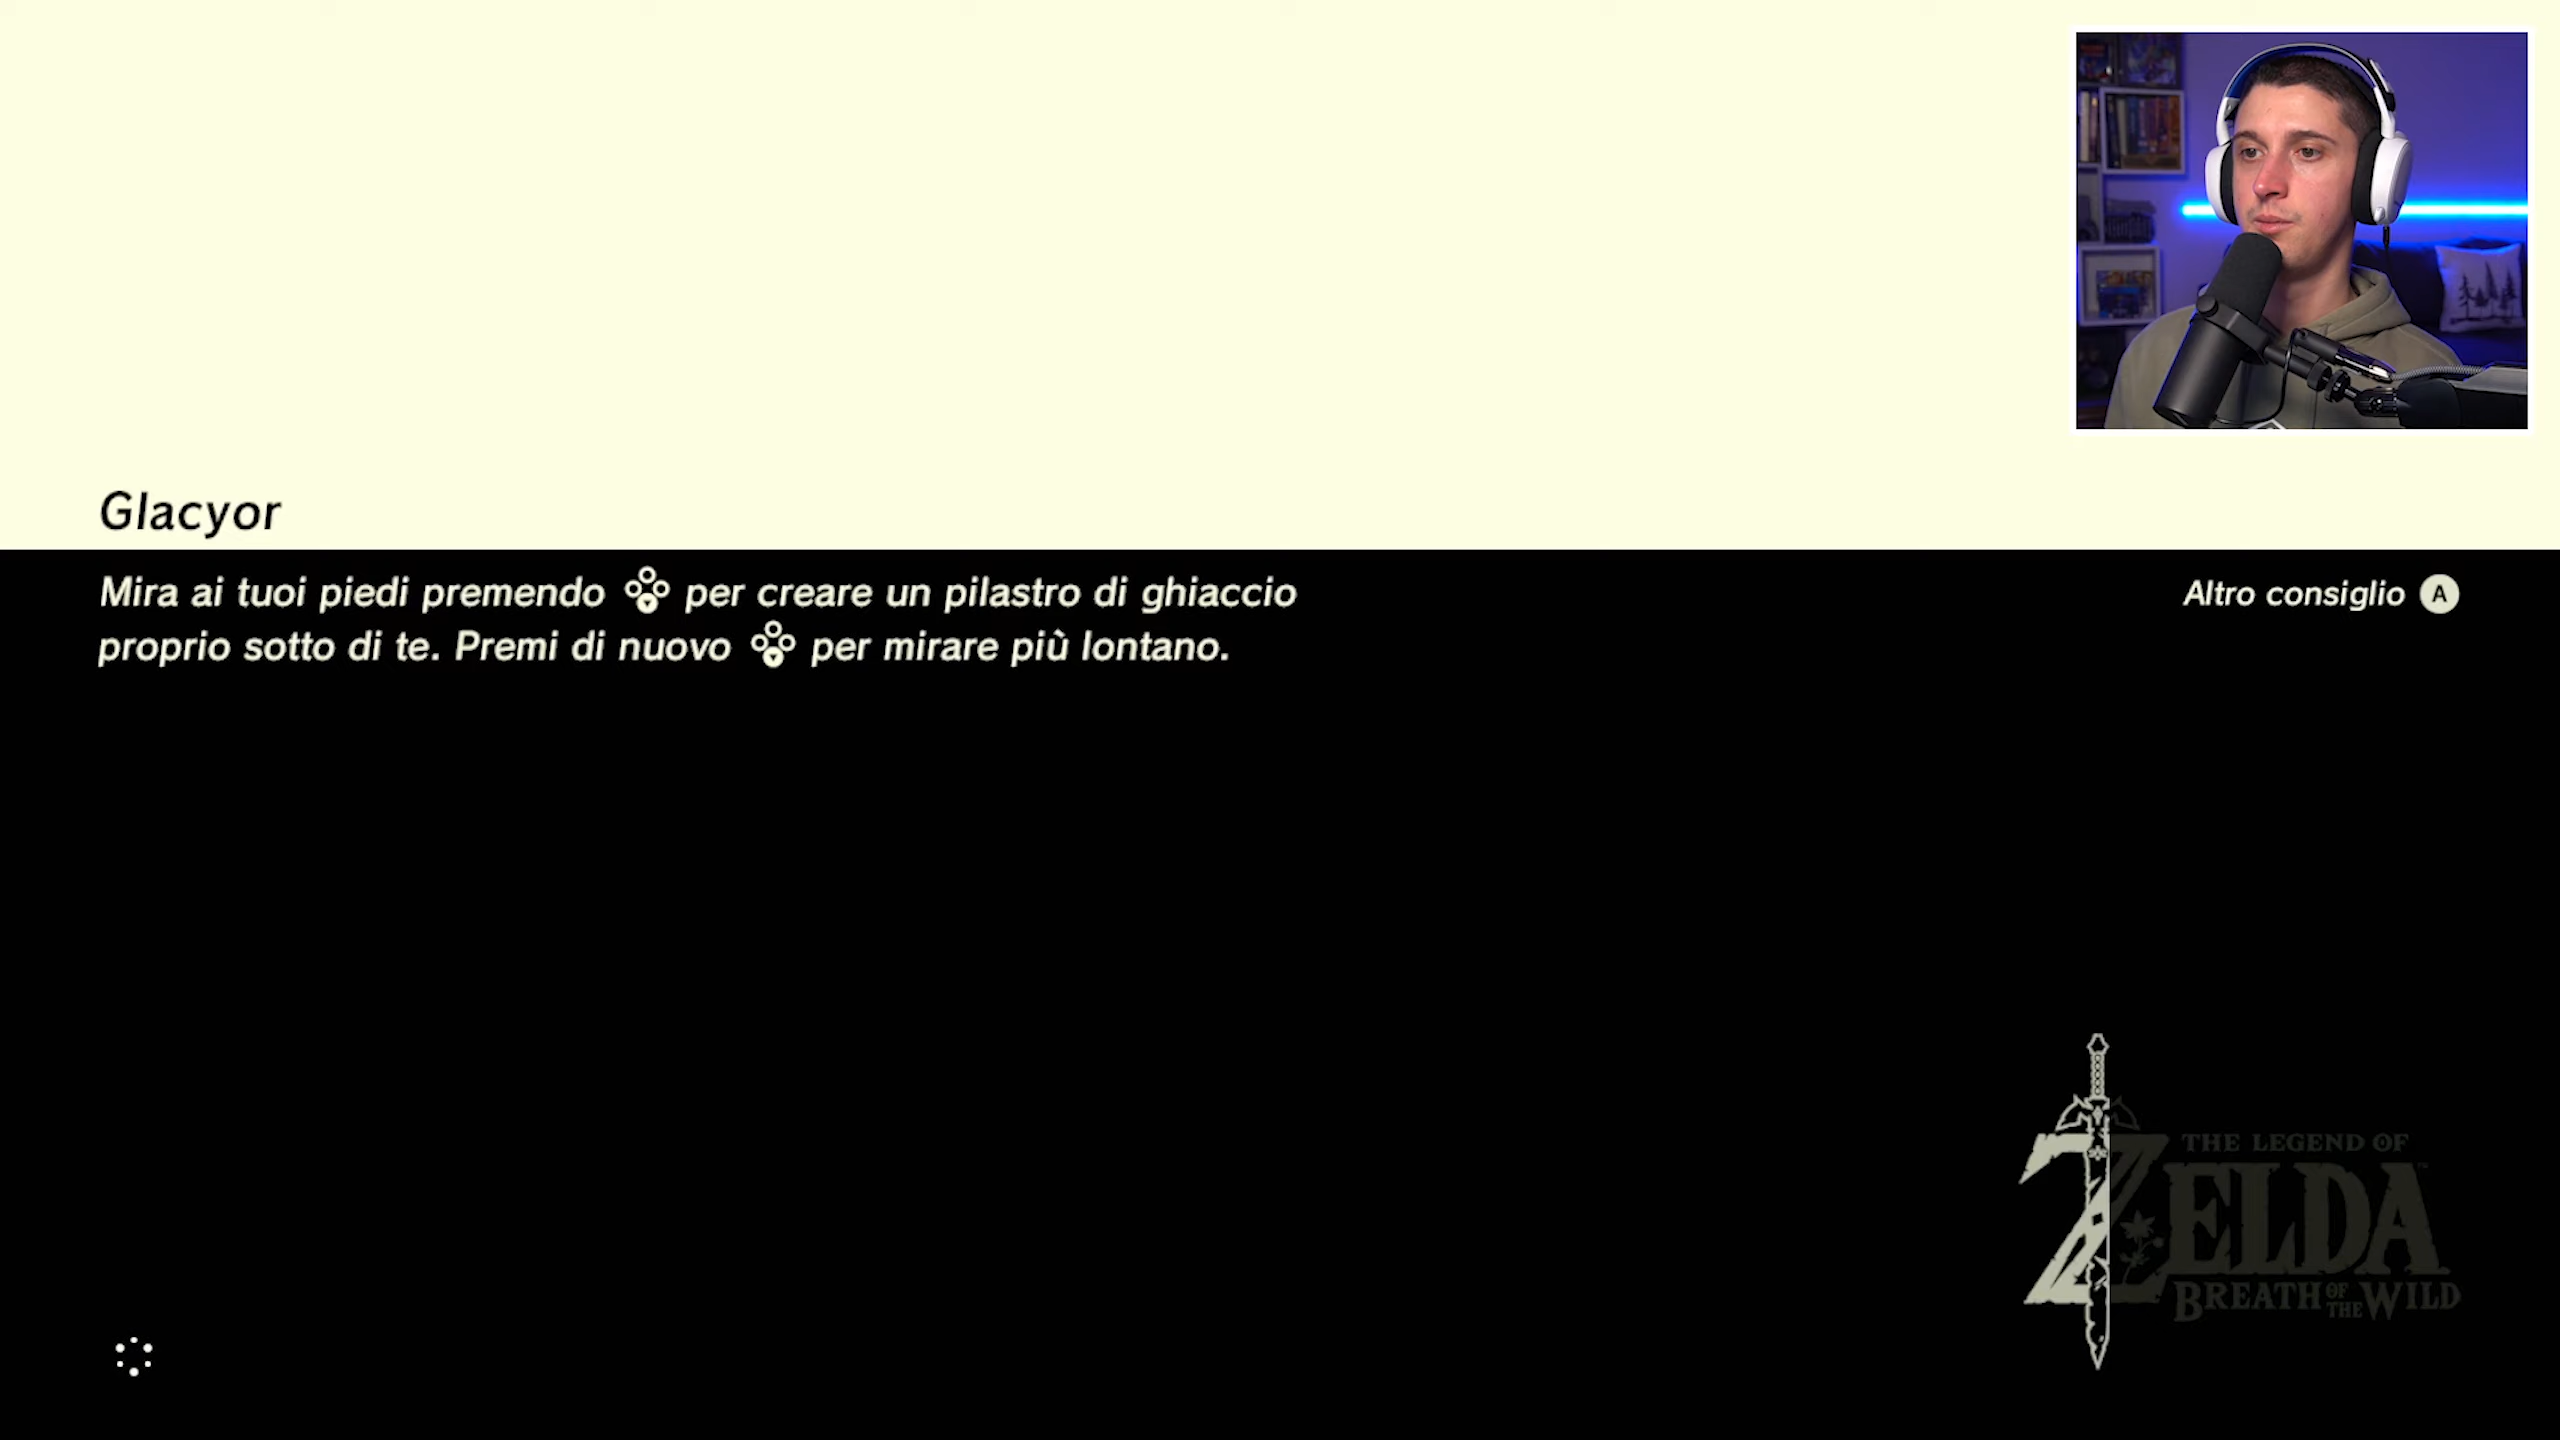 Glacyor
Mira ai tuoi piedi premendo per creare un pilastro di ghiaccio
proprio sotto di te. Premi di nuovo per mirare più lontano.
Altro consiglio A
THE LEGEND OF
ZELDA
BREATH OF THE WILD